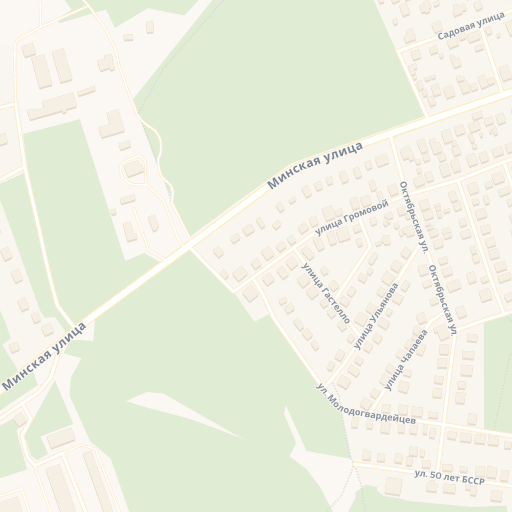 Садовая улица
Минская улица
Октябрьская ул.
улица Громовой
улица Гастелло
Октябрьская ул.
улица Ульянова
Минская улица
улица Чапаева
ул. Молодогвардейцев
ул. 50 лет БССР